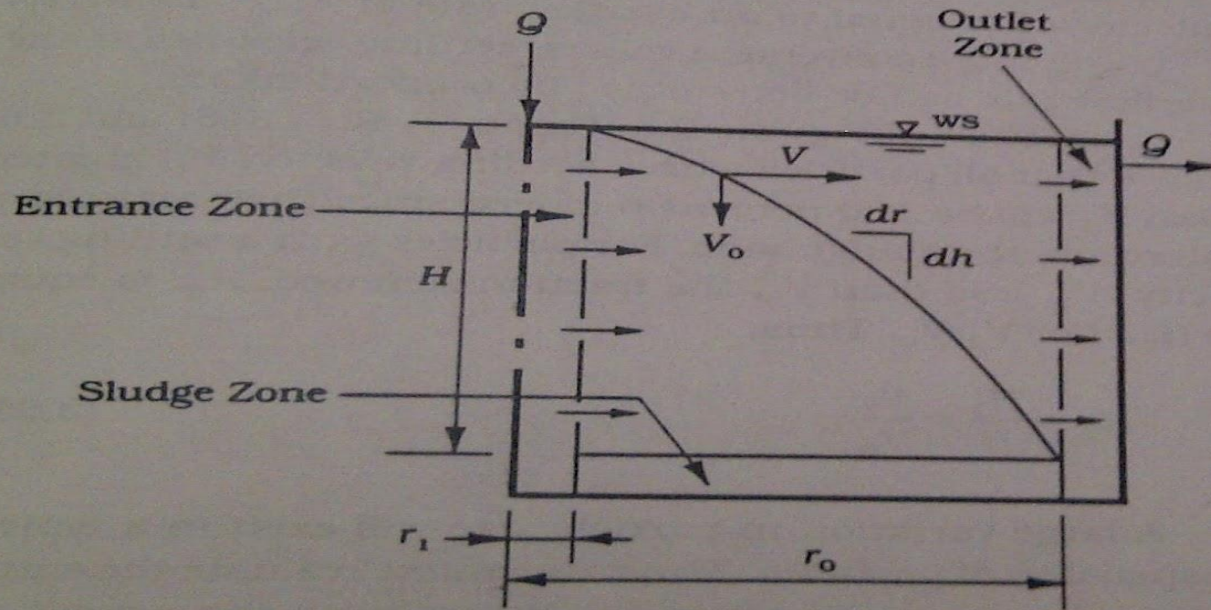 Q
Outlet
Zone
ws
V
Q
Entrance Zone
V₀
dr
dh
H
Sludge Zone
r₁
r₀